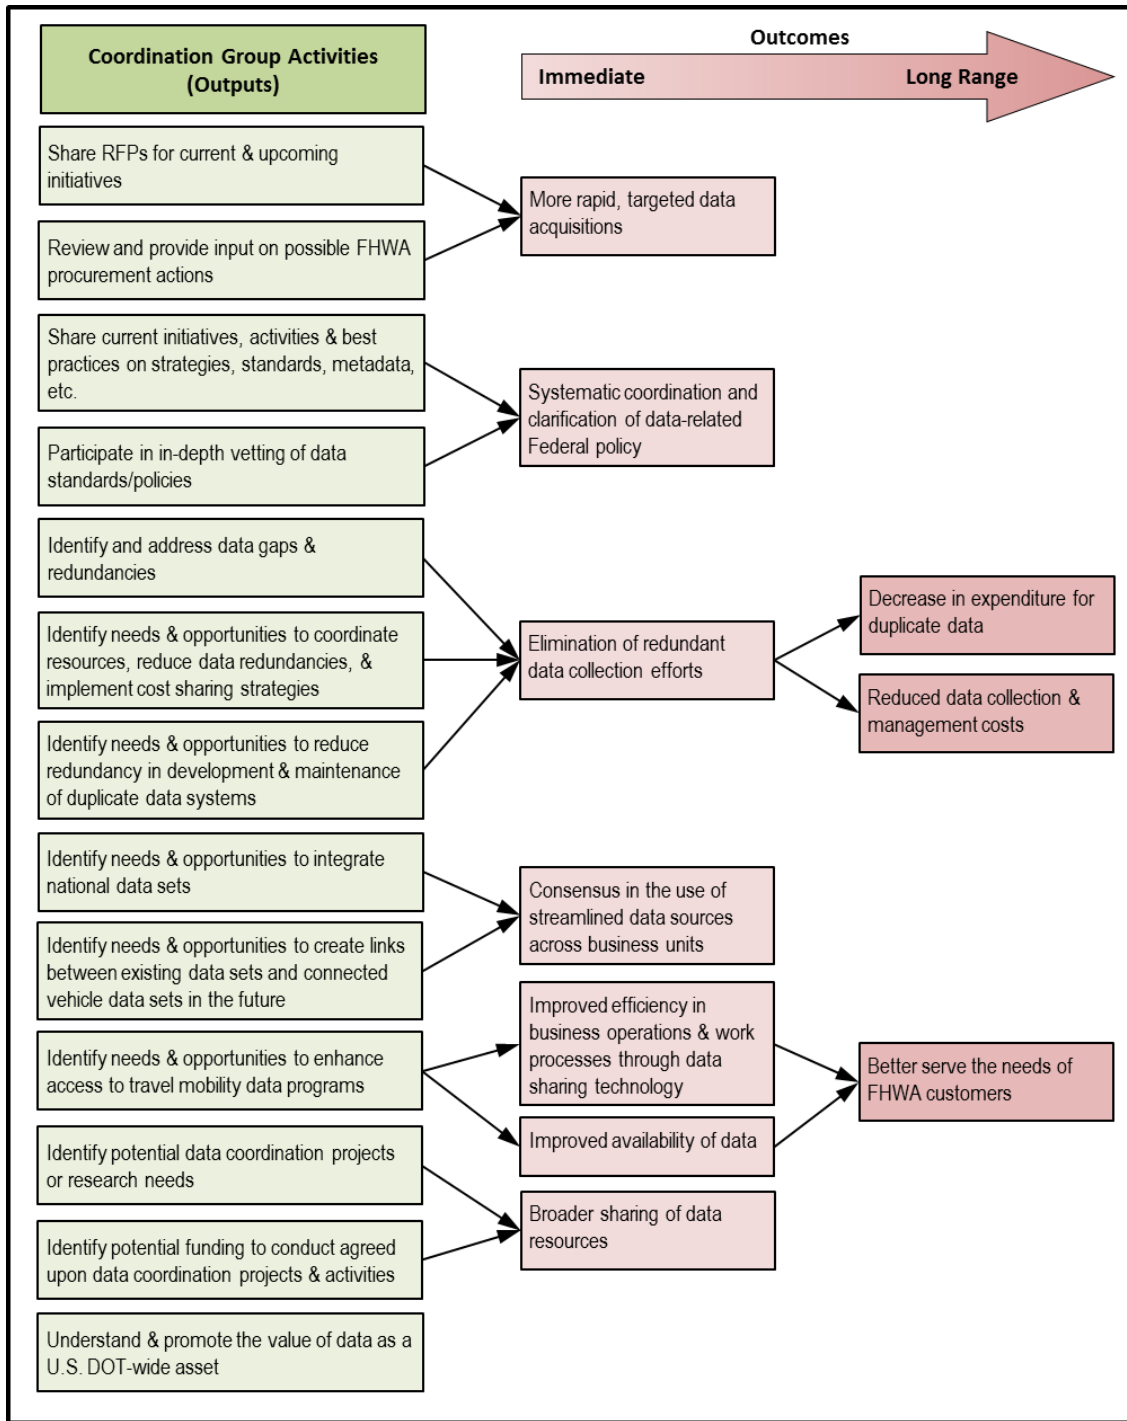 Coordination Group Activities
(Outputs)
Outcomes
Immediate
Long Range
Share RFPs for current & upcoming
initiatives
More rapid, targeted data
acquisitions
Review and provide input on possible FHWA
procurement actions
Share current initiatives, activities & best
practices on strategies, standards, metadata,
etc.
Systematic coordination and
clarification of data-related
Federal policy
Participate in in-depth vetting of data
standards/policies
Identify and address data gaps &
redundancies
Identify needs & opportunities to coordinate
resources, reduce data redundancies, &
implement cost sharing strategies
Elimination of redundant
data collection efforts
Decrease in expenditure for
duplicate data
Reduced data collection &
management costs
Identify needs & opportunities to reduce
redundancy in development & maintenance
of duplicate data systems
Identify needs & opportunities to integrate
national data sets
Consensus in the use of
streamlined data sources
across business units
Identify needs & opportunities to create links
between existing data sets and connected
vehicle data sets in the future
Improved efficiency in
business operations & work
processes through data
sharing technology
Identify needs & opportunities to enhance
access to travel mobility data programs
Better serve the needs of
FHWA customers
Improved availability of data
Identify potential data coordination projects
or research needs
Broader sharing of data
resources
Identify potential funding to conduct agreed
upon data coordination projects & activities
Understand & promote the value of data as a
U.S. DOT-wide asset